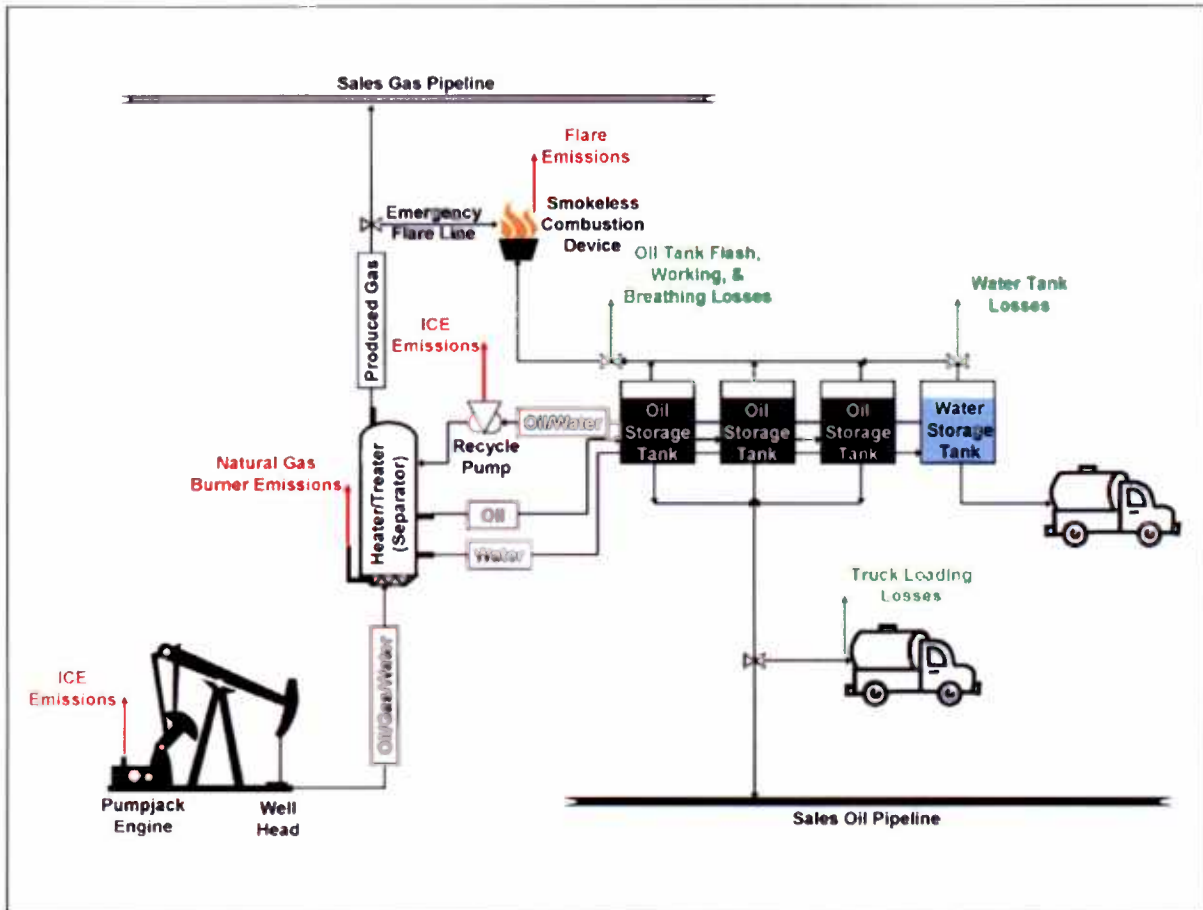 Sales Gas Pipeline
Flare
Emissions
Emergency
Flare Line
Smokeless
Combustion
Device
Oil Tank Flash,
Working, &
Breathing Losses
Water Tank
Losses
Produced Gas
ICE
Emissions
Oil/Water
Recycle
Pump
Oil
Storage
Tank
Oil
Storage
Tank
Oil
Storage
Tank
Water
Storage
Tank
Natural Gas
Burner Emissions
Heater/Treater
(Separator)
Oil
Water
Truck Loading
Losses
Oil/Gas/Water
ICE
Emissions
Pumpjack
Engine
Well
Head
Sales Oil Pipeline